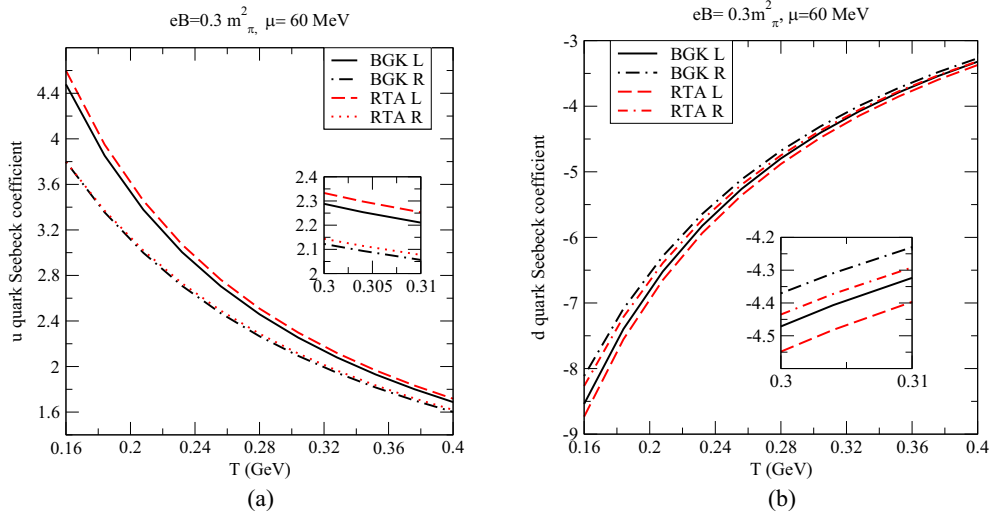 eB=0.3 m²π, μ= 60 MeV
4.4
4
3.6
3.2
2.8
2.4
2
1.6
u quark Seebeck coefficient
BGK L
BGK R
RTA L
RTA R
2.4
2.3
2.2
2.1
2
0.3 0.305 0.31
0.16 0.2 0.24 0.28 0.32 0.36 0.4
T (GeV)
(a)
eB= 0.3m²π, μ=60 MeV
-3
-4
-5
-6
-7
-8
-9
d quark Seebeck coefficient
BGK L
BGK R
RTA L
RTA R
-4.2
-4.3
-4.4
-4.5
0.3 0.31
0.16 0.2 0.24 0.28 0.32 0.36 0.4
T (GeV)
(b)